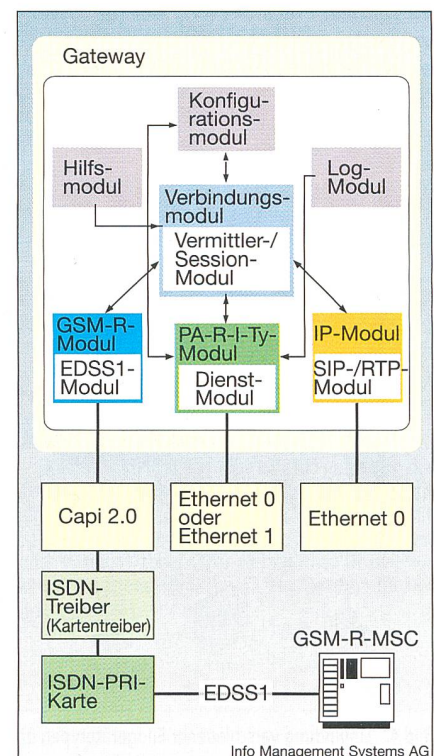 Gateway
Konfigu-
rations-
modul
Hilfs-
modul
Log-
Modul
Verbindungs-
modul
Vermittler-/
Session-
Modul
GSM-R-
Modul
EDSS1-
Modul
PA-R-I-Ty-
Modul
Dienst-
Modul
IP-Modul
SIP-/RTP-
Modul
Capi 2.0
Ethernet 0
oder
Ethernet 1
Ethernet 0
ISDN-
Treiber
(Kartentreiber)
GSM-R-MSC
ISDN-PRI-
Karte
EDSS1
Info Management Systems AG